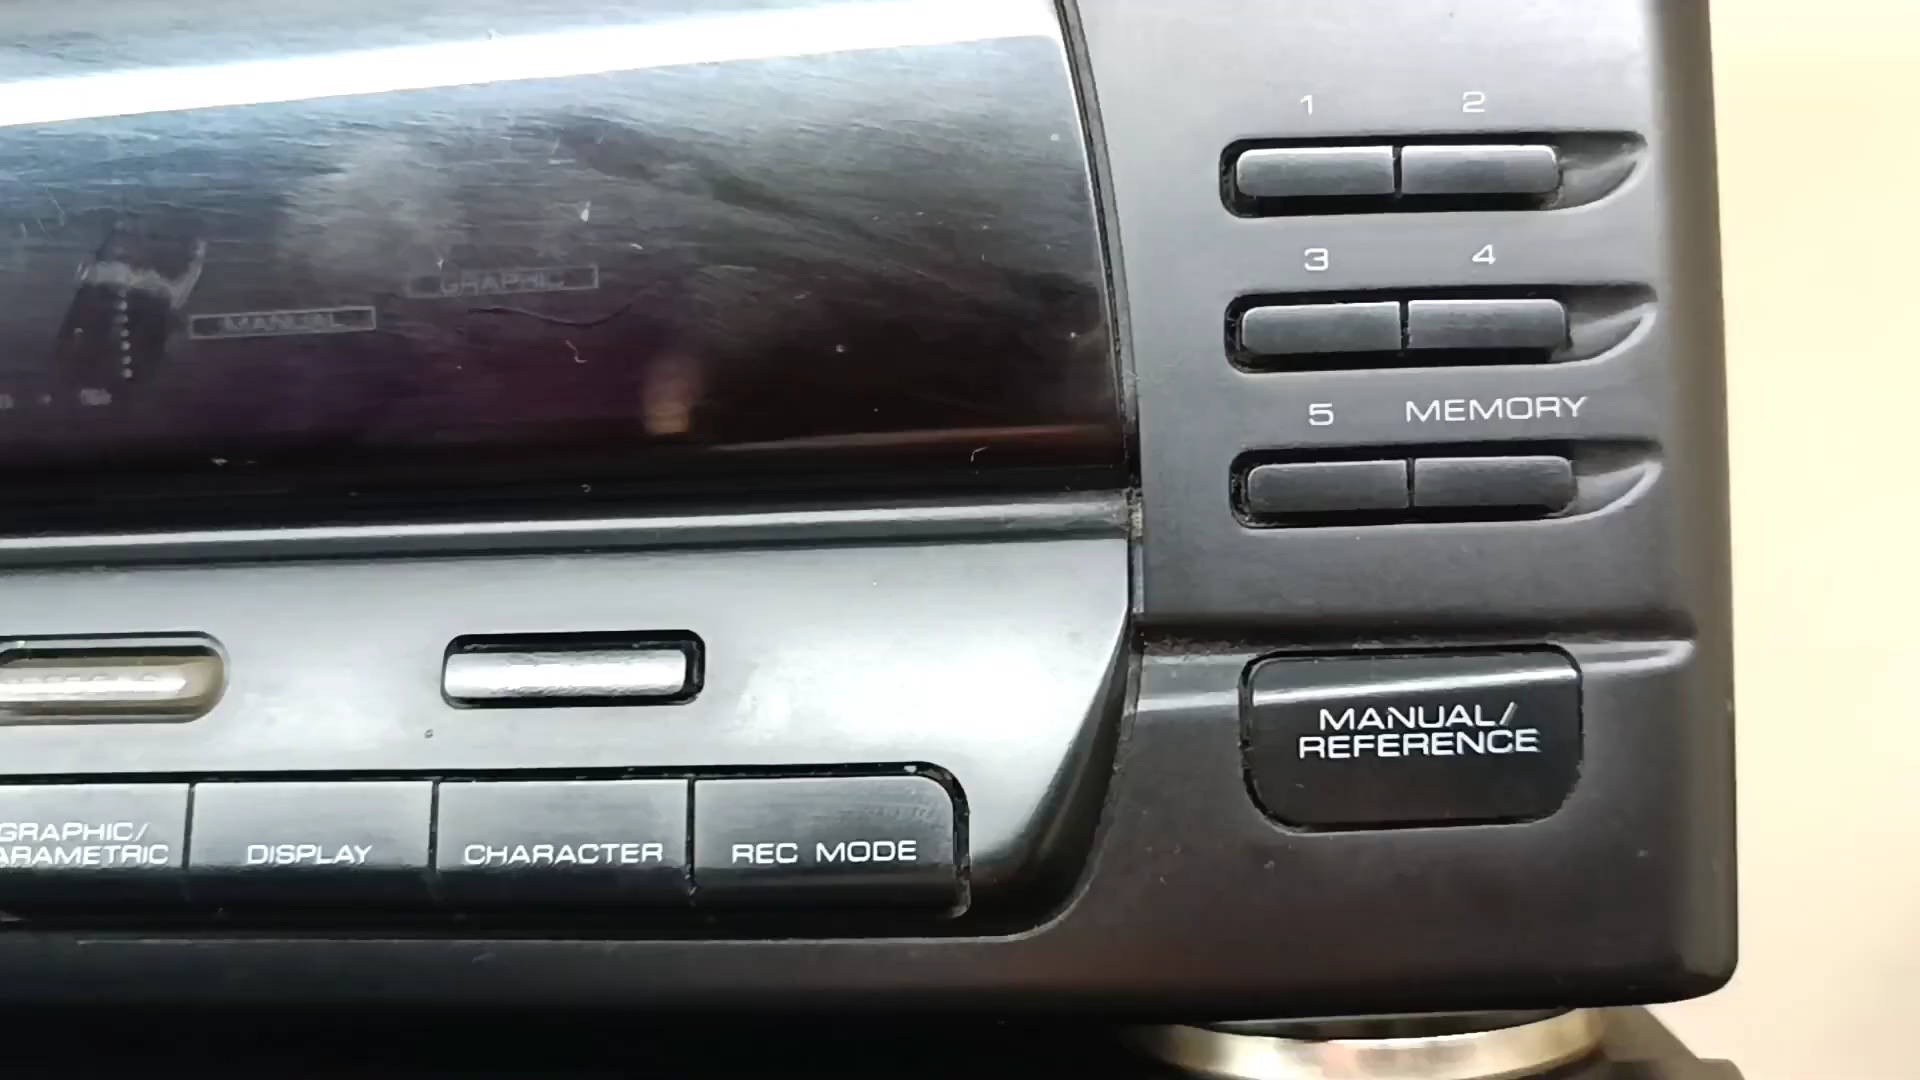 1 2
GRAPHIC
MANUAL
3 4
5 MEMORY
MANUAL/
REFERENCE
GRAPHIC/
ARAMETRIC
DISPLAY
CHARACTER
REC MODE